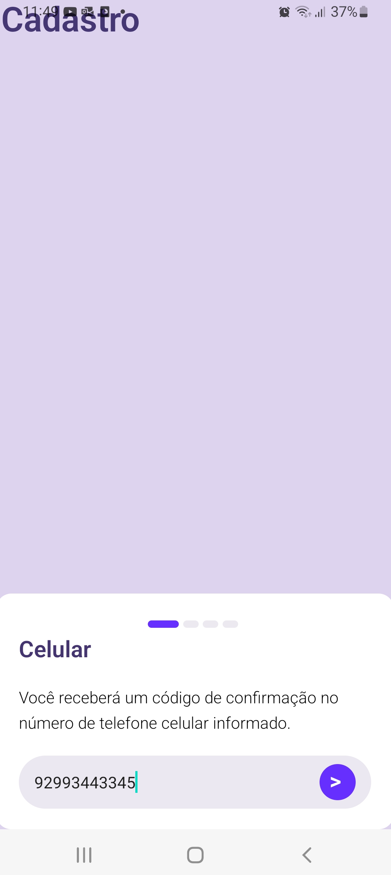 11:49
37%
Cadastro
Celular
Você receberá um código de confirmação no
número de telefone celular informado.
92993443345
>